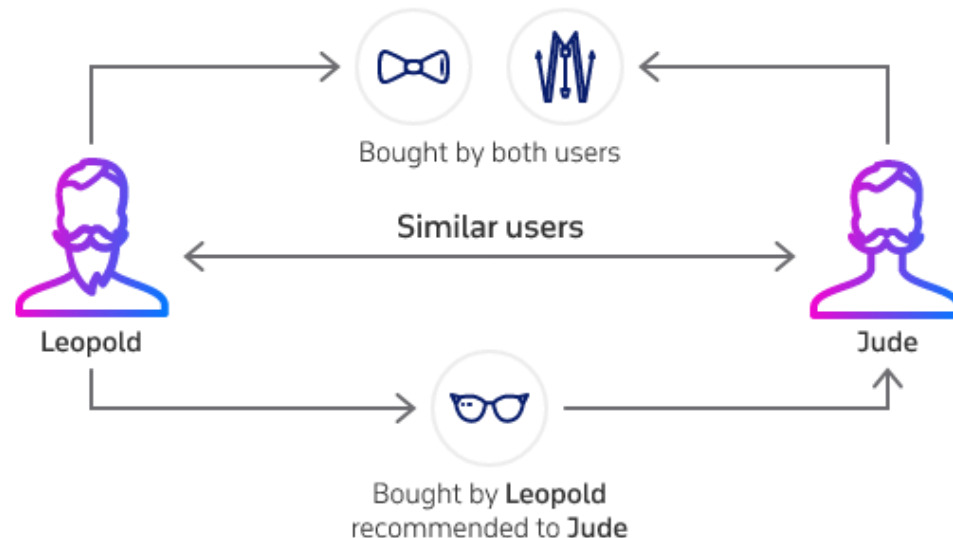 Bought by both users
Similar users
Leopold
Jude
Bought by Leopold
recommended to Jude